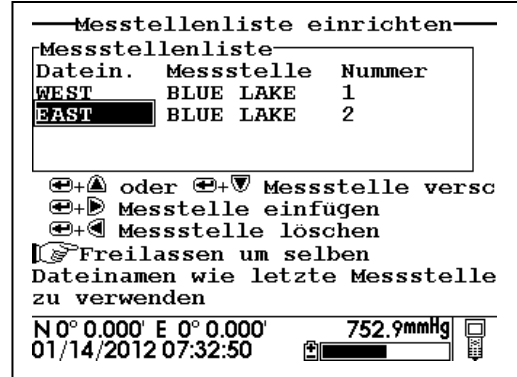 Messtellenliste einrichten
Messstellenliste
Datein. Messstelle Nummer
WEST BLUE LAKE 1
EAST BLUE LAKE 2
+ oder + Messstelle versc
+ Messtelle einfügen
+ Messstelle löschen
Freilassen um selben
Dateinamen wie letzte Messstelle
zu verwenden
N 0° 0.000' E 0° 0.000' 752.9mmHg
01/14/2012 07:32:50